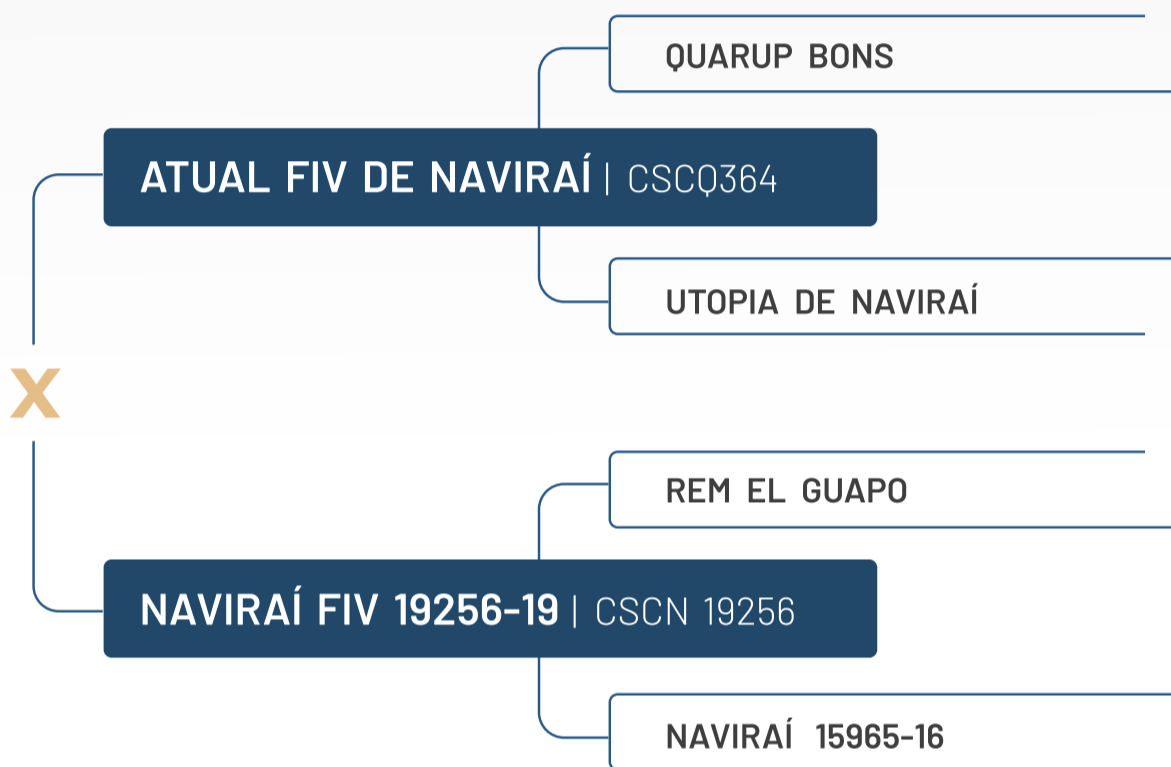 QUARUP BONS
ATUAL FIV DE NAVIRAÍ | CSCQ364
UTOPIA DE NAVIRAÍ
X
REM EL GUAPO
NAVIRAÍ FIV 19256-19 | CSCN 19256
NAVIRAÍ 15965-16